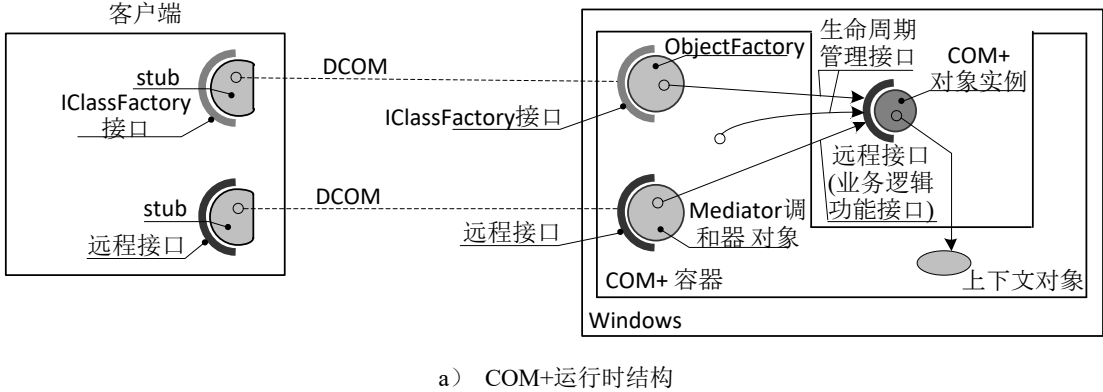 客户端
stub
IClassFactory
接口
DCOM
stub
远程接口
DCOM
ObjectFactory
IClassFactory接口
生命周期
管理接口
COM+
对象实例
远程接口
(业务逻辑
功能接口)
Mediator调
和器 对象
远程接口
COM+ 容器
上下文对象
Windows
a） COM+运行时结构